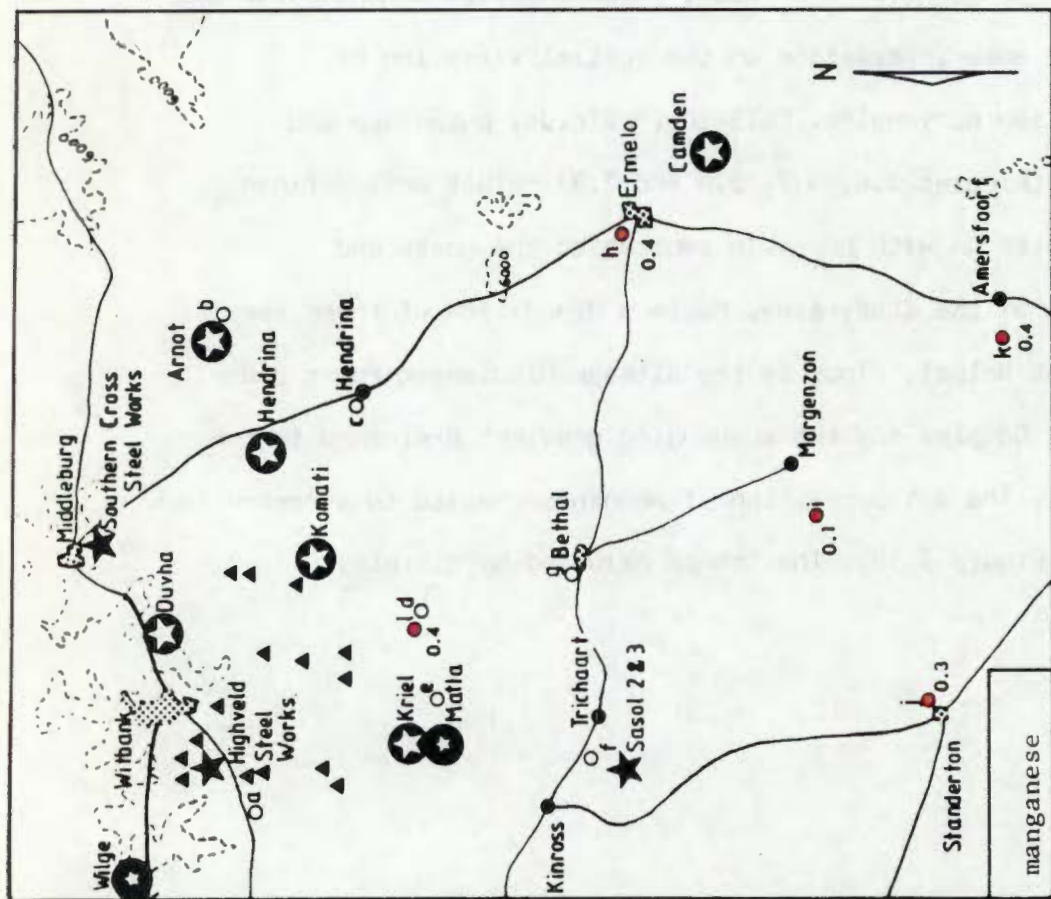 Middleburg
Southern Cross
Steel Works
Duvha
Witbank
Highveld
Steel
Works
Wilge
a
Arnot
b
Hendrina
c
Hendrina
Komati
l
d
0.4
Kriel
e
Matla
6000
h
Ermelo
0.4
Camden
N
g
Bethal
Trichaart
f
Sasol 2 & 3
Kinross
Morgenzon
i
0.1
Amersfoort
k
0.4
j
0.3
Standerton
manganese